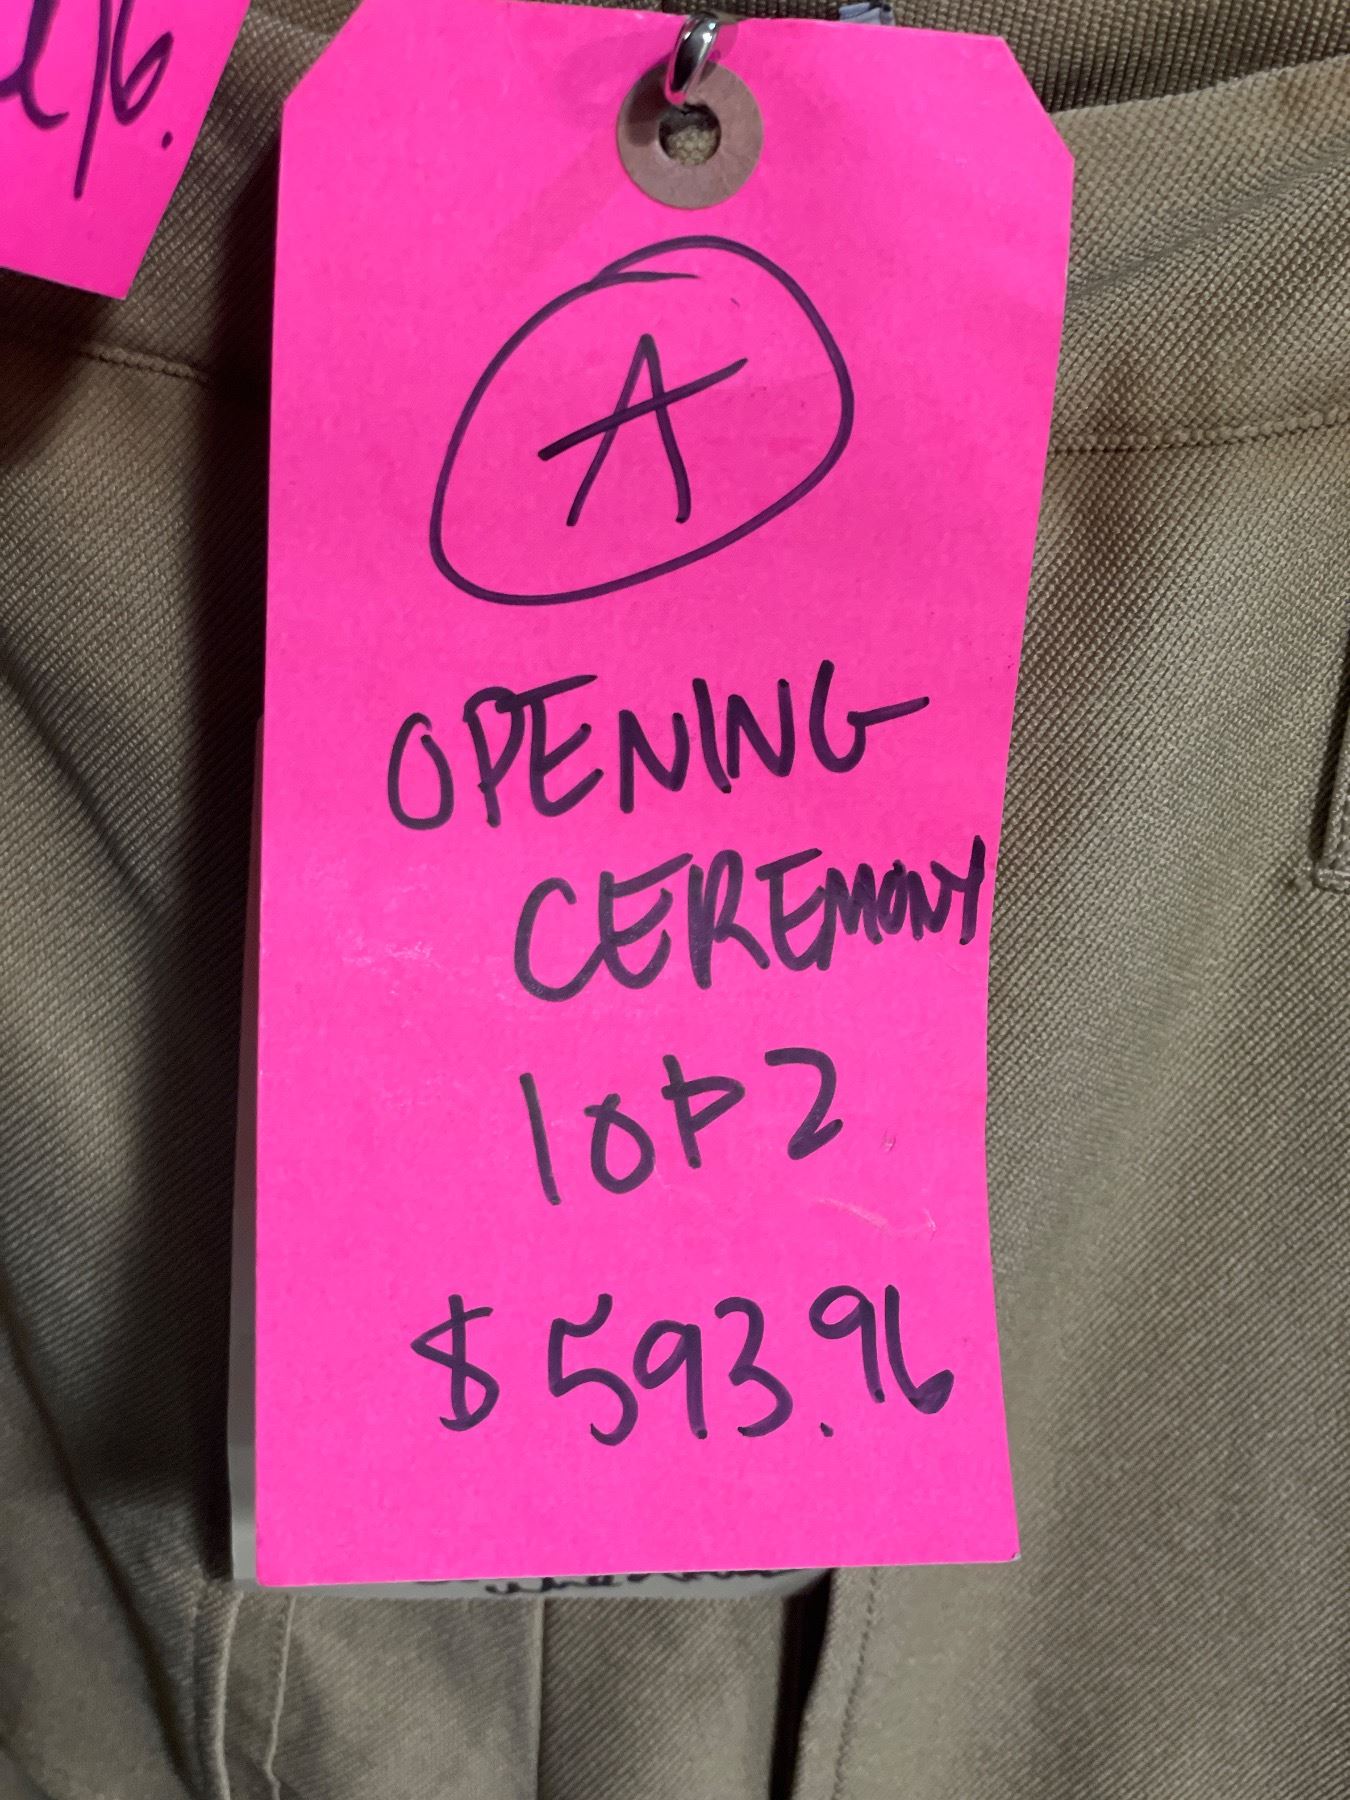 A
OPENING
CEREMONY
1 of 2
$593.96